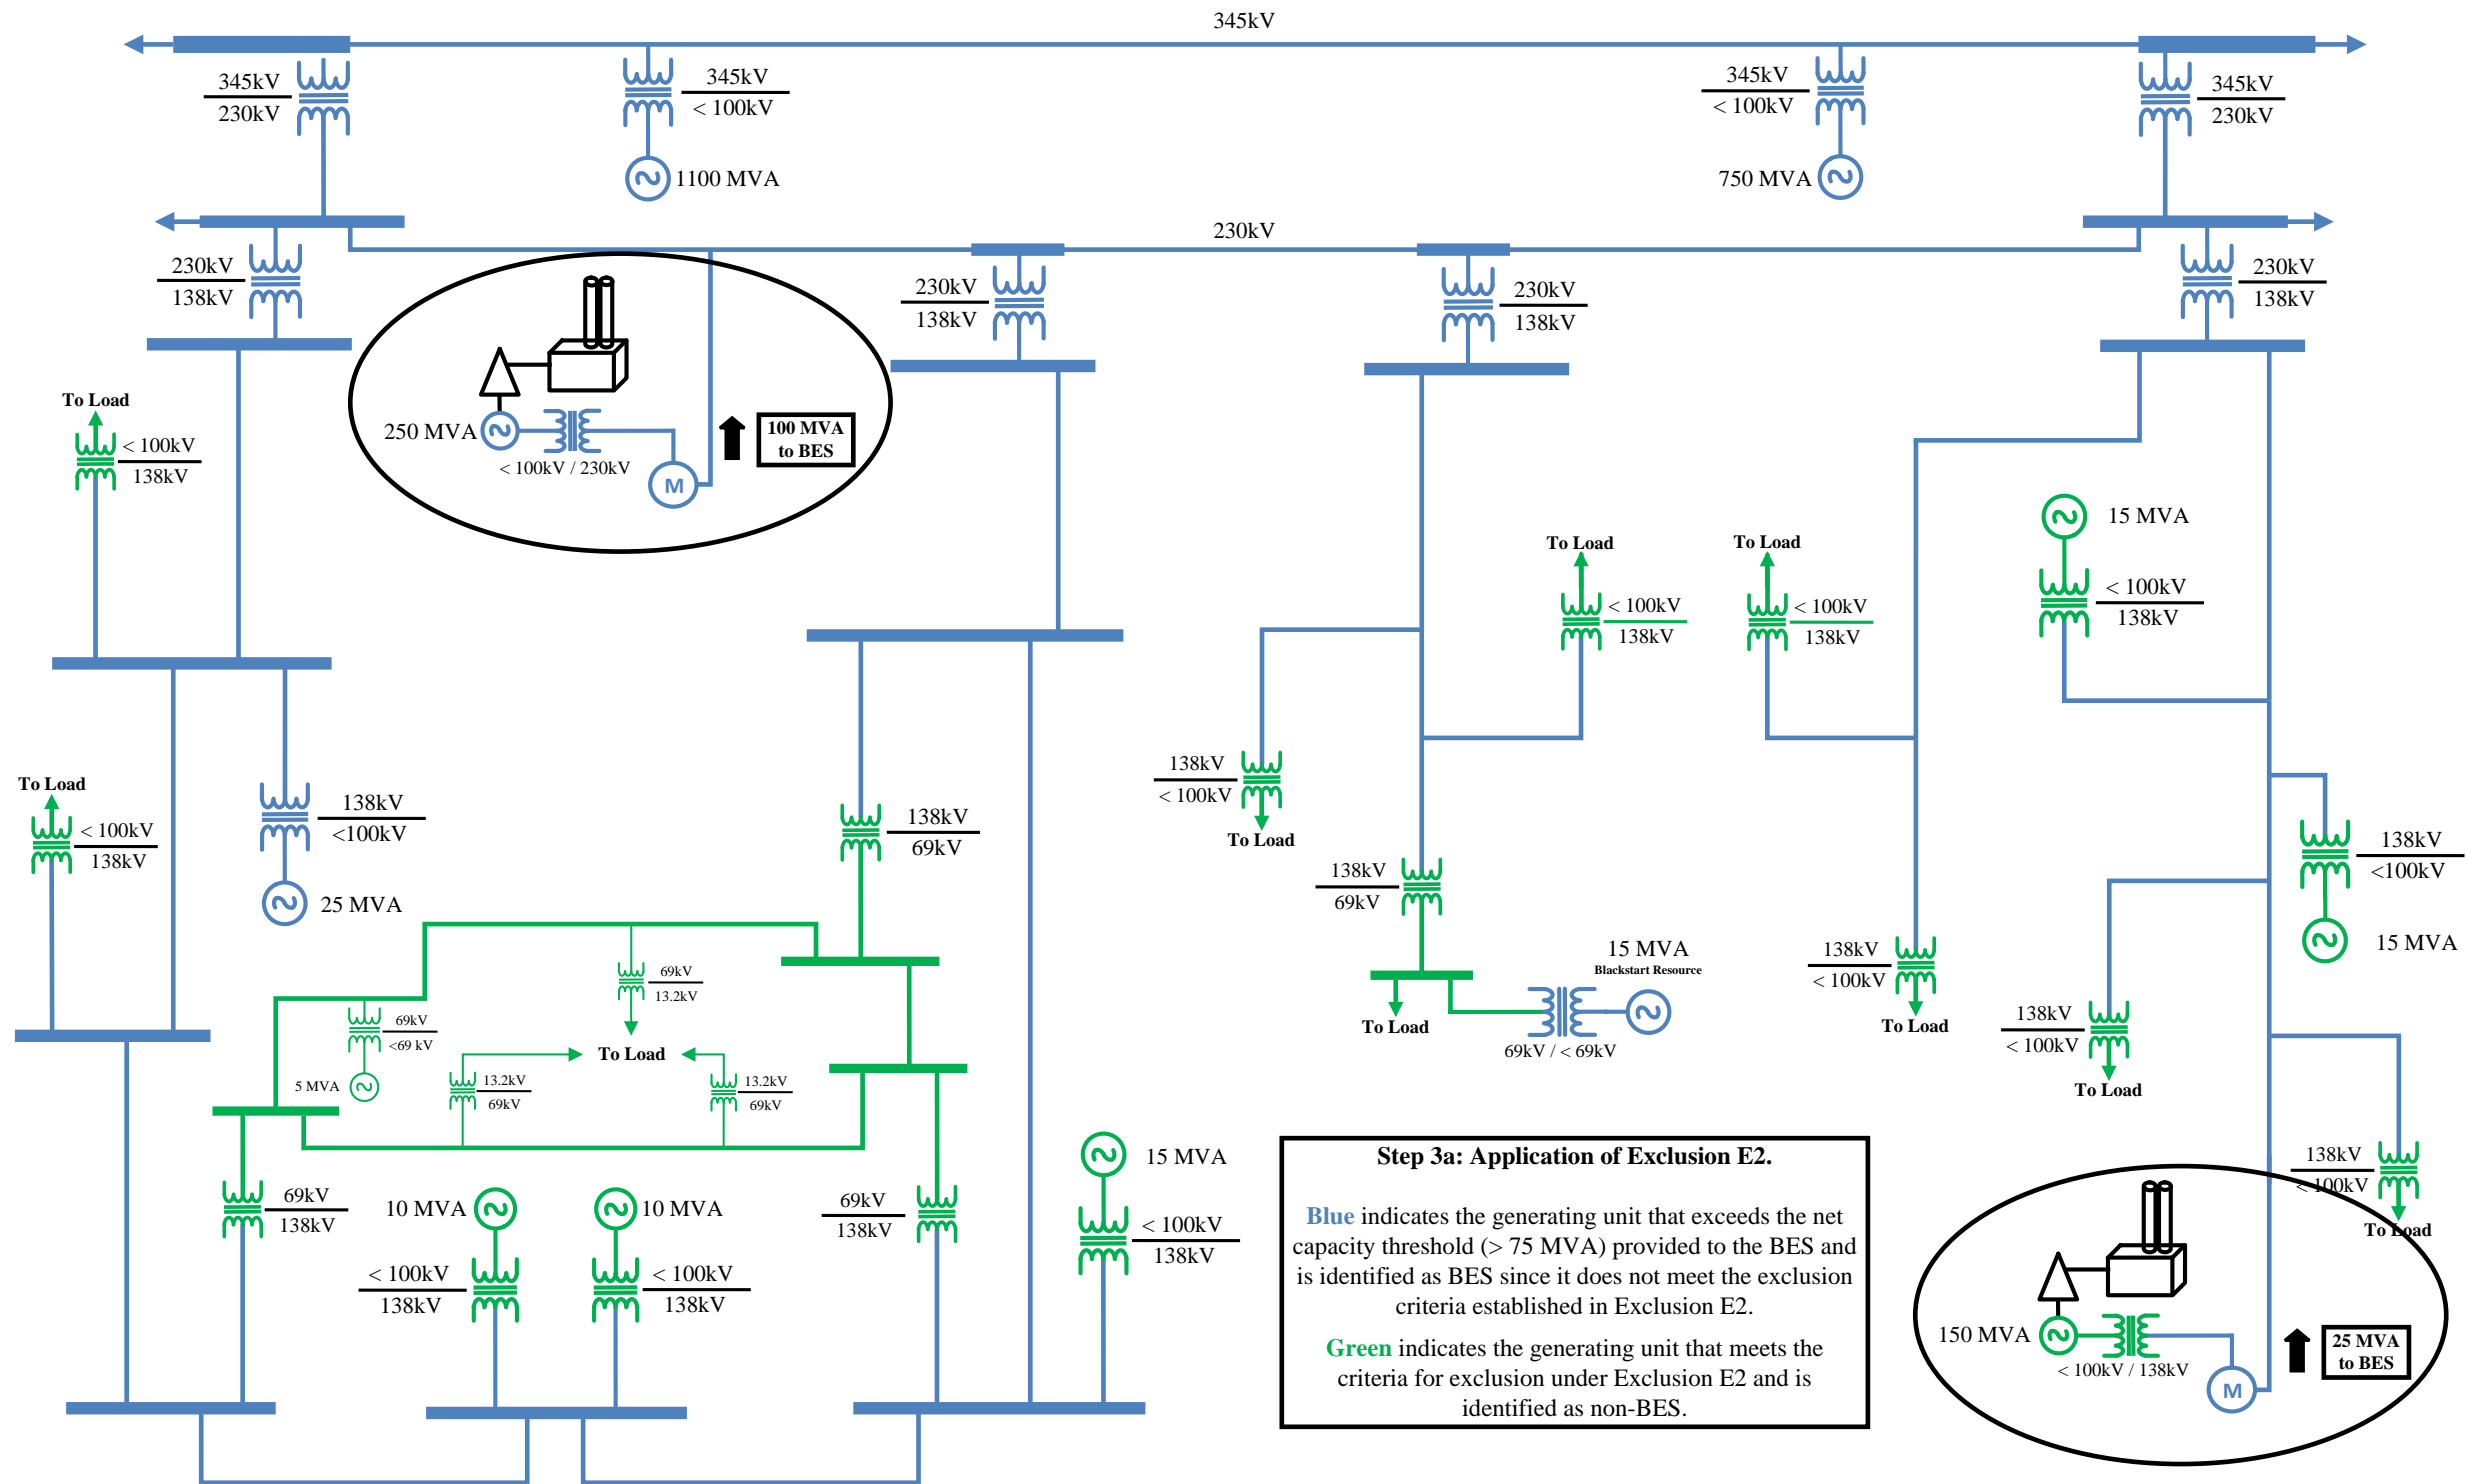 345kV
345kV
230kV
345kV
< 100kV
1100 MVA
345kV
< 100kV
750 MVA
345kV
230kV
230kV
230kV
138kV
230kV
138kV
230kV
138kV
230kV
138kV
250 MVA
< 100kV / 230kV
M
100 MVA
to BES
To Load
< 100kV
138kV
To Load
< 100kV
138kV
138kV
<100kV
25 MVA
138kV
69kV
69kV
13.2kV
69kV
<69 kV
5 MVA
To Load
13.2kV
69kV
13.2kV
69kV
69kV
138kV
10 MVA
< 100kV
138kV
10 MVA
< 100kV
138kV
69kV
138kV
15 MVA
< 100kV
138kV
To Load
< 100kV
138kV
To Load
< 100kV
138kV
15 MVA
< 100kV
138kV
138kV
< 100kV
To Load
138kV
69kV
To Load
15 MVA
Blackstart Resource
69kV / < 69kV
138kV
< 100kV
To Load
138kV
<100kV
15 MVA
138kV
< 100kV
To Load
138kV
< 100kV
To Load
150 MVA
< 100kV / 138kV
M
25 MVA
to BES
Step 3a: Application of Exclusion E2.
Blue indicates the generating unit that exceeds the net
capacity threshold (> 75 MVA) provided to the BES and
is identified as BES since it does not meet the exclusion
criteria established in Exclusion E2.
Green indicates the generating unit that meets the
criteria for exclusion under Exclusion E2 and is
identified as non-BES.